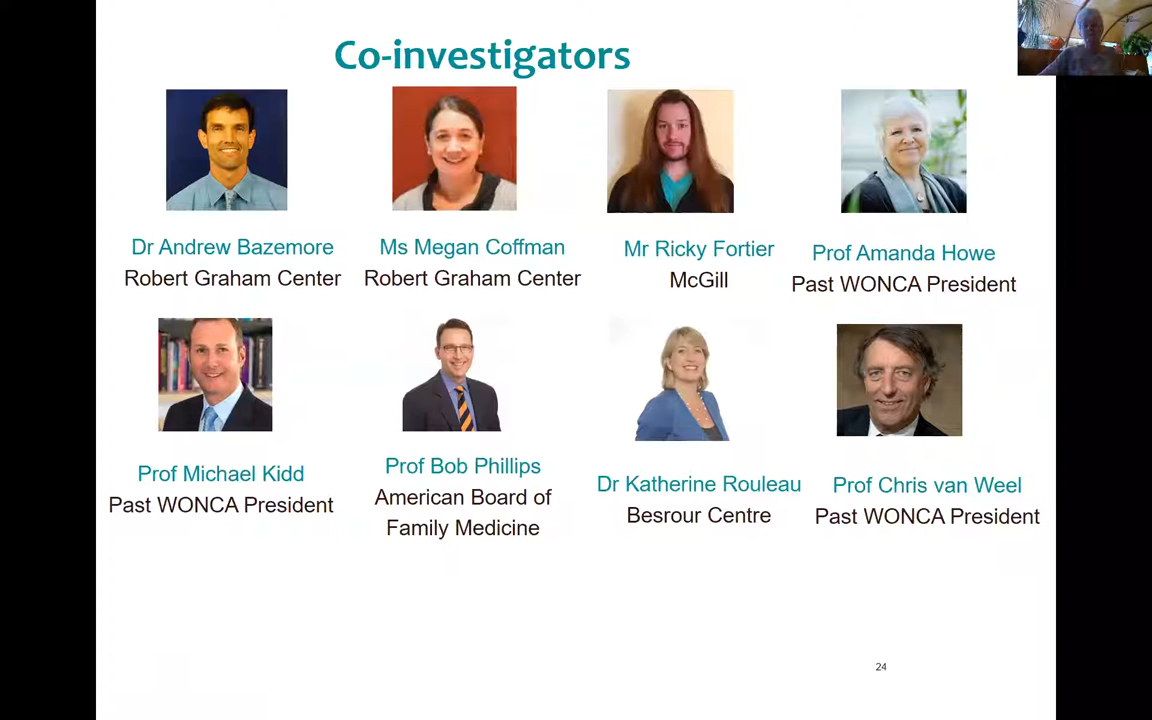 Co-investigators
Dr Andrew Bazemore
Robert Graham Center
Ms Megan Coffman
Robert Graham Center
Mr Ricky Fortier
McGill
Prof Amanda Howe
Past WONCA President
Prof Michael Kidd
Past WONCA President
Prof Bob Phillips
American Board of
Family Medicine
Dr Katherine Rouleau
Besrour Centre
Prof Chris van Weel
Past WONCA President
24